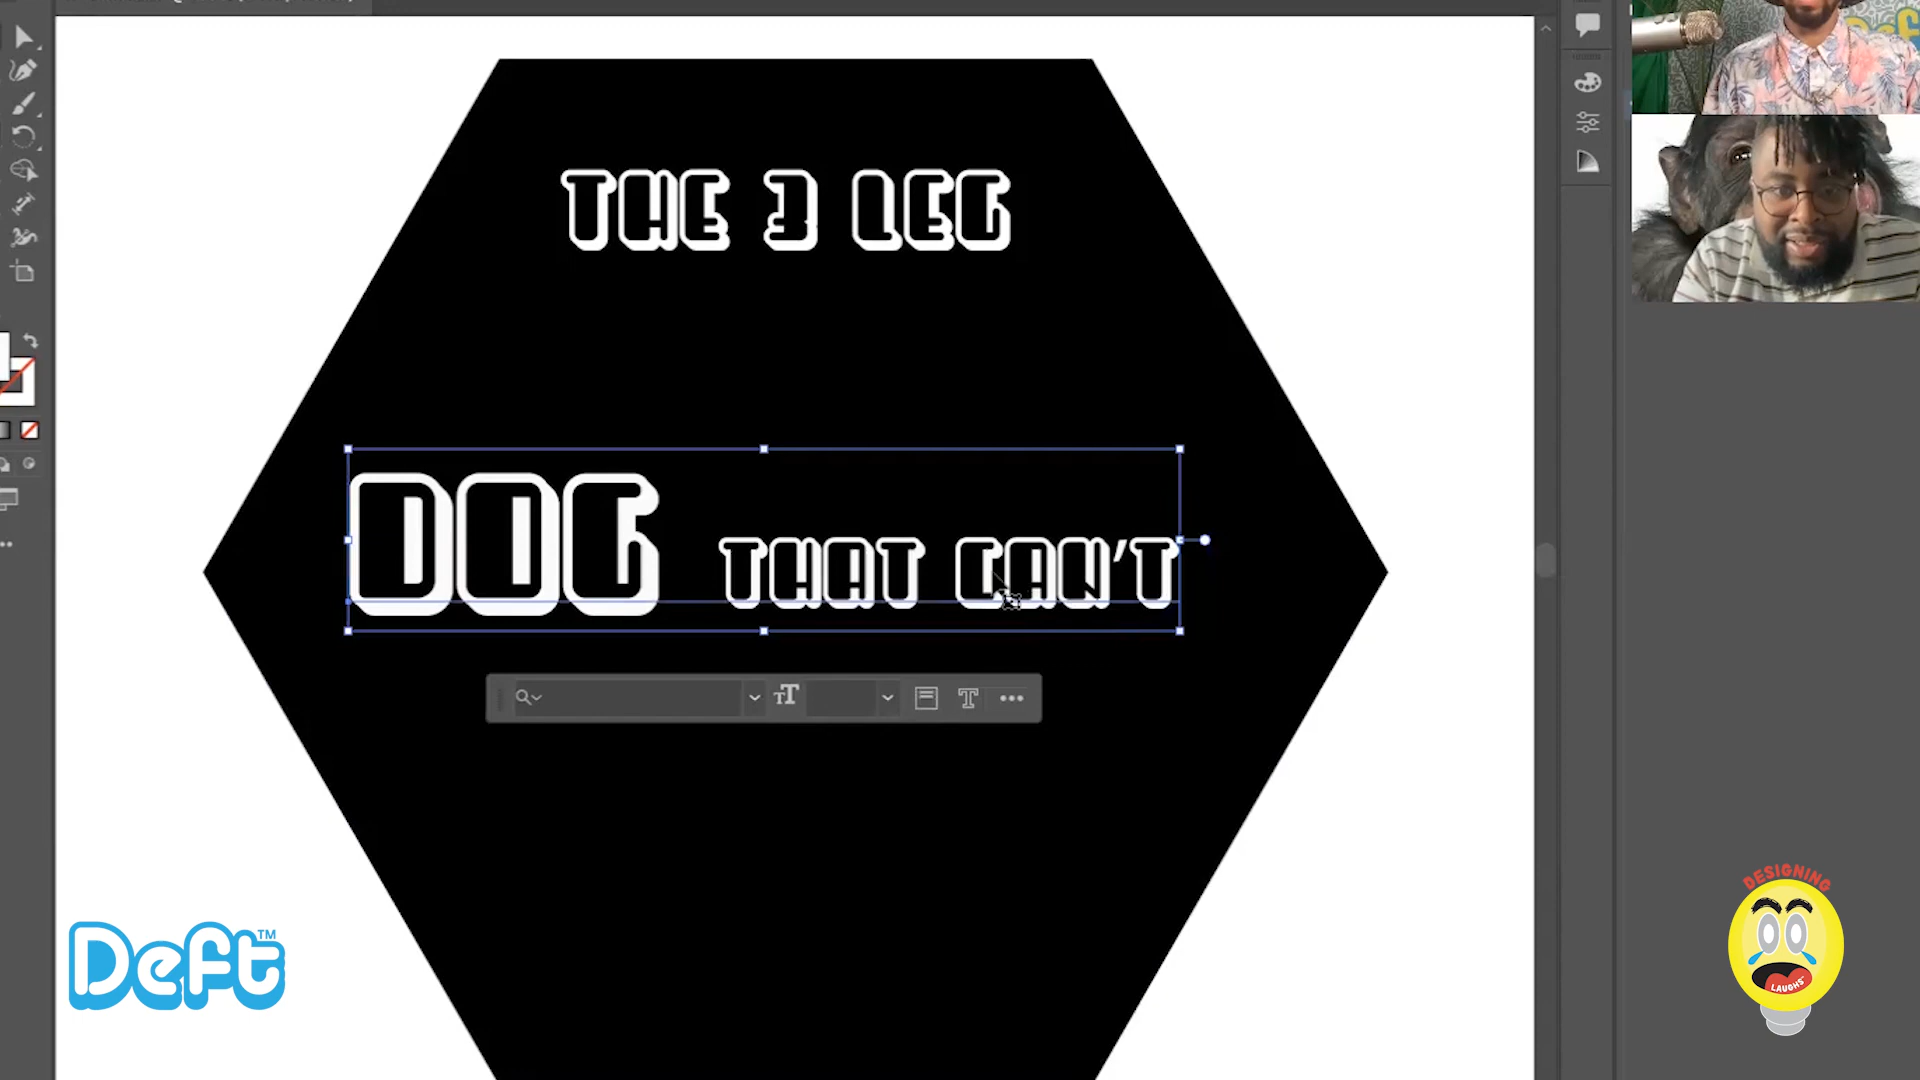 THE 3 LEG
DOG THAT CAN'T
Deft™
DESIGNING
LAUGHS